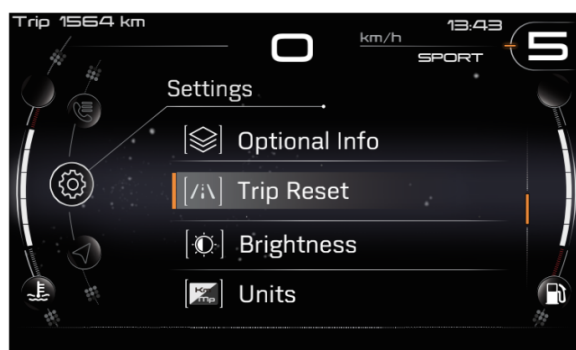 Trip 1564 km
0
km/h
13:43
SPORT
5
Settings
Optional Info
Trip Reset
Brightness
Units